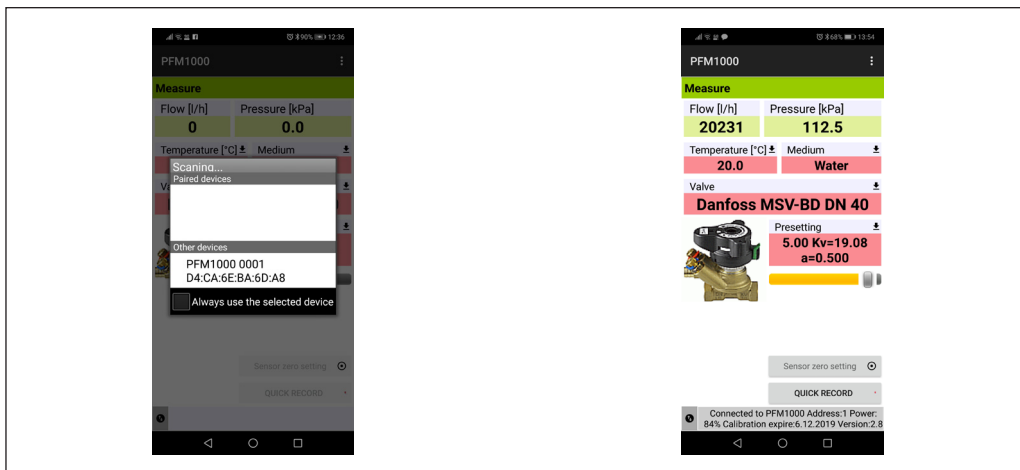 90% 12:36
PFM1000
Measure
Flow [l/h] Pressure [kPa]
0 0.0
Temperature [°C] Medium
Scaning...
Paired devices
Va
Other devices
PFM1000 0001
D4:CA:6E:BA:6D:A8
Always use the selected device
Sensor zero setting
QUICK RECORD
68% 13:54
PFM1000
Measure
Flow [l/h] Pressure [kPa]
20231 112.5
Temperature [°C] Medium
20.0 Water
Valve
Danfoss MSV-BD DN 40
Presetting
5.00 Kv=19.08
a=0.500
Sensor zero setting
QUICK RECORD
Connected to PFM1000 Address:1 Power:
84% Calibration expire:6.12.2019 Version:2.8